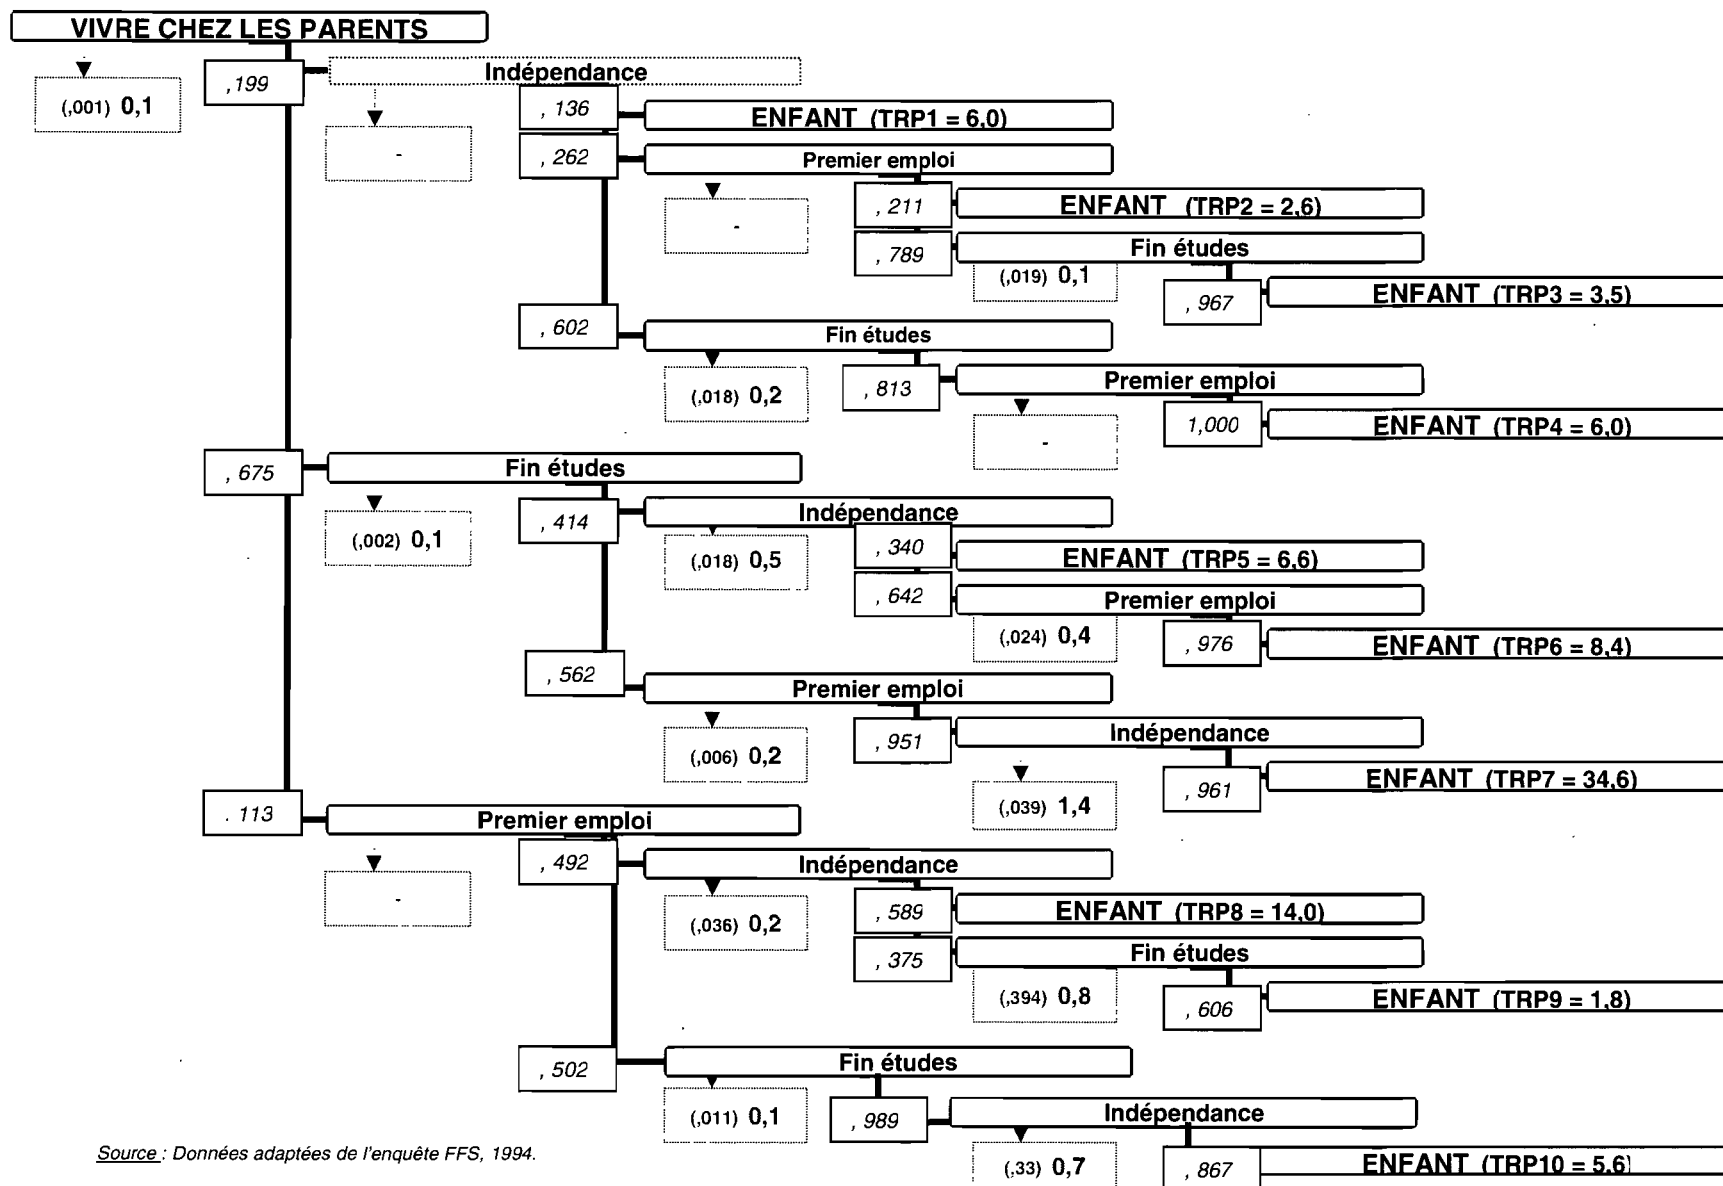 VIVRE CHEZ LES PARENTS
,199
Indépendance
(,001) 0,1
, 136
ENFANT (TRP1 = 6,0)
-
, 262
Premier emploi
, 211
ENFANT (TRP2 = 2,6)
-
, 789
Fin études
(,019) 0,1
, 967
ENFANT (TRP3 = 3,5)
, 602
Fin études
(,018) 0,2
, 813
Premier emploi
-
1,000
ENFANT (TRP4 = 6,0)
, 675
Fin études
(,002) 0,1
, 414
Indépendance
(,018) 0,5
, 340
ENFANT (TRP5 = 6,6)
, 642
Premier emploi
(,024) 0,4
, 976
ENFANT (TRP6 = 8,4)
, 562
Premier emploi
(,006) 0,2
, 951
Indépendance
(,039) 1,4
, 961
ENFANT (TRP7 = 34,6)
. 113
Premier emploi
-
, 492
Indépendance
(,036) 0,2
, 589
ENFANT (TRP8 = 14,0)
, 375
Fin études
(,394) 0,8
, 606
ENFANT (TRP9 = 1,8)
, 502
Fin études
(,011) 0,1
, 989
Indépendance
(,33) 0,7
, 867
ENFANT (TRP10 = 5,6)
Source : Données adaptées de l'enquête FFS, 1994.